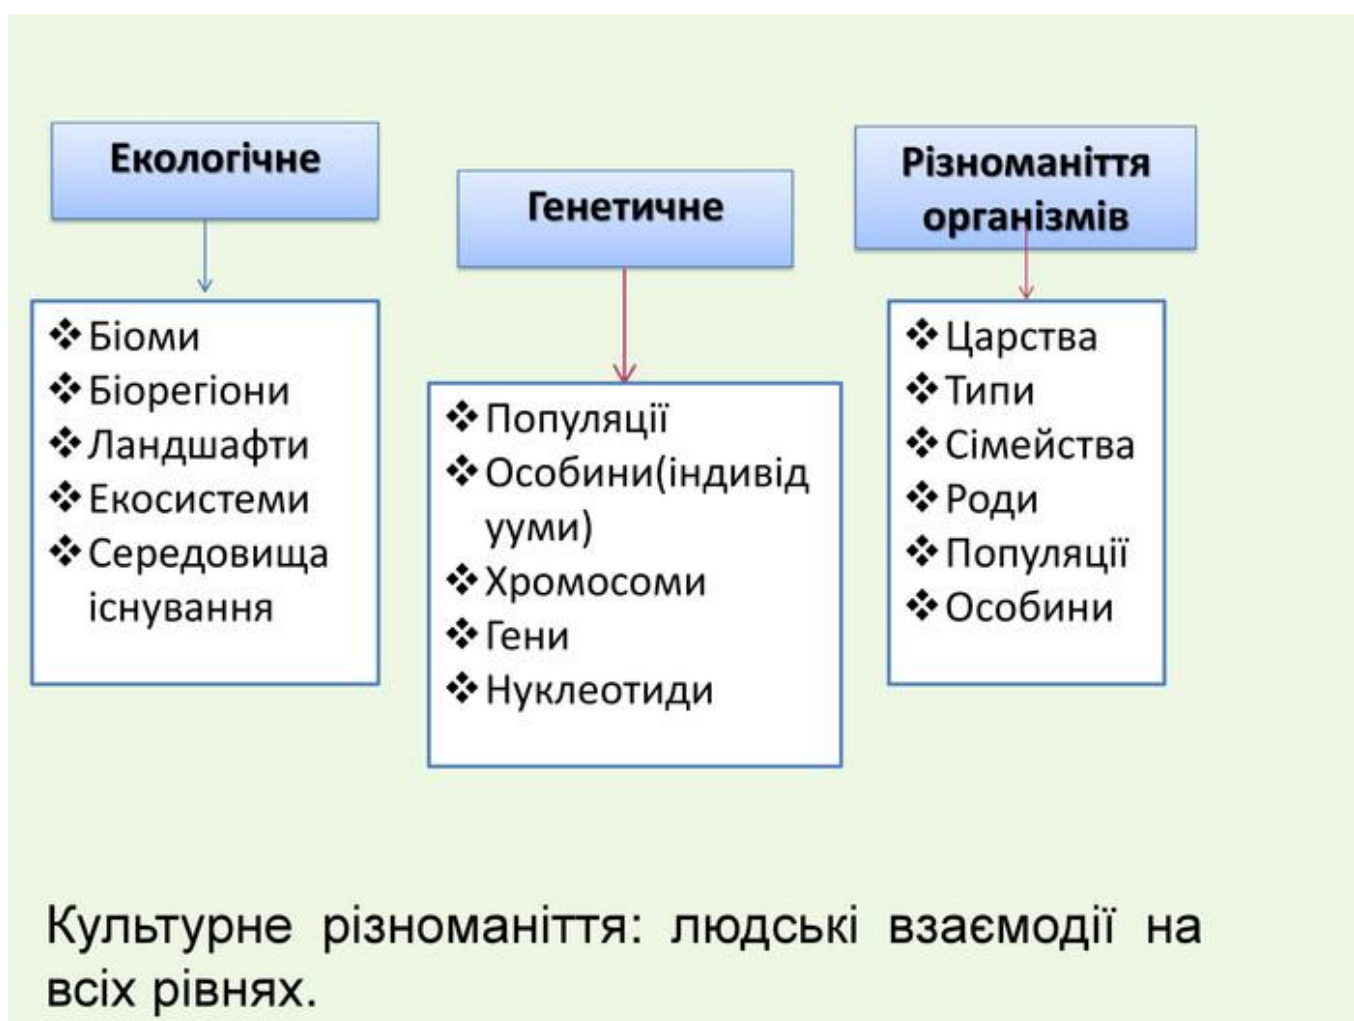 Екологічне
❖Біоми
❖Біорегіони
❖Ландшафти
❖Екосистеми
❖Середовища
існування
Генетичне
❖Популяції
❖Особини(індивід
ууми)
❖Хромосоми
❖Гени
❖Нуклеотиди
Різноманіття
організмів
❖Царства
❖Типи
❖Сімейства
❖Роди
❖Популяції
❖Особини
Культурне різноманіття: людські взаємодії на
всіх рівнях.